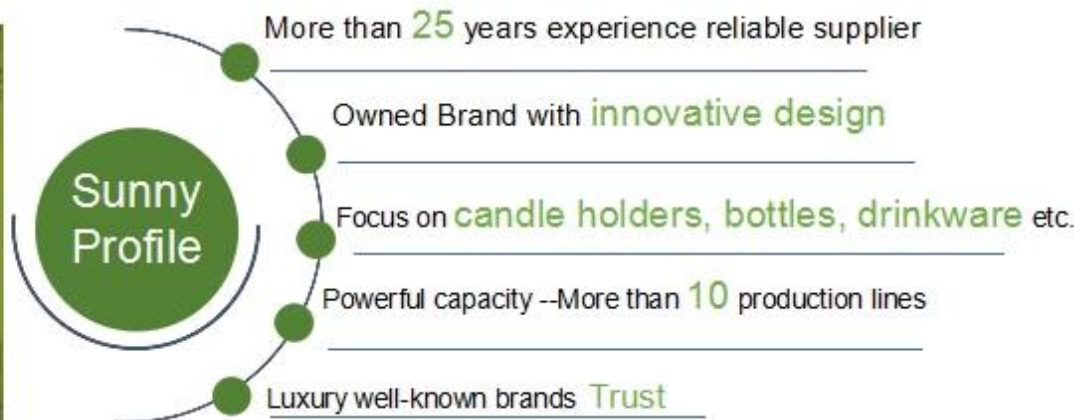 More than 25 years experience reliable supplier
Owned Brand with innovative design
Sunny
Profile
Focus on candle holders, bottles, drinkware etc.
Powerful capacity --More than 10 production lines
Luxury well-known brands Trust